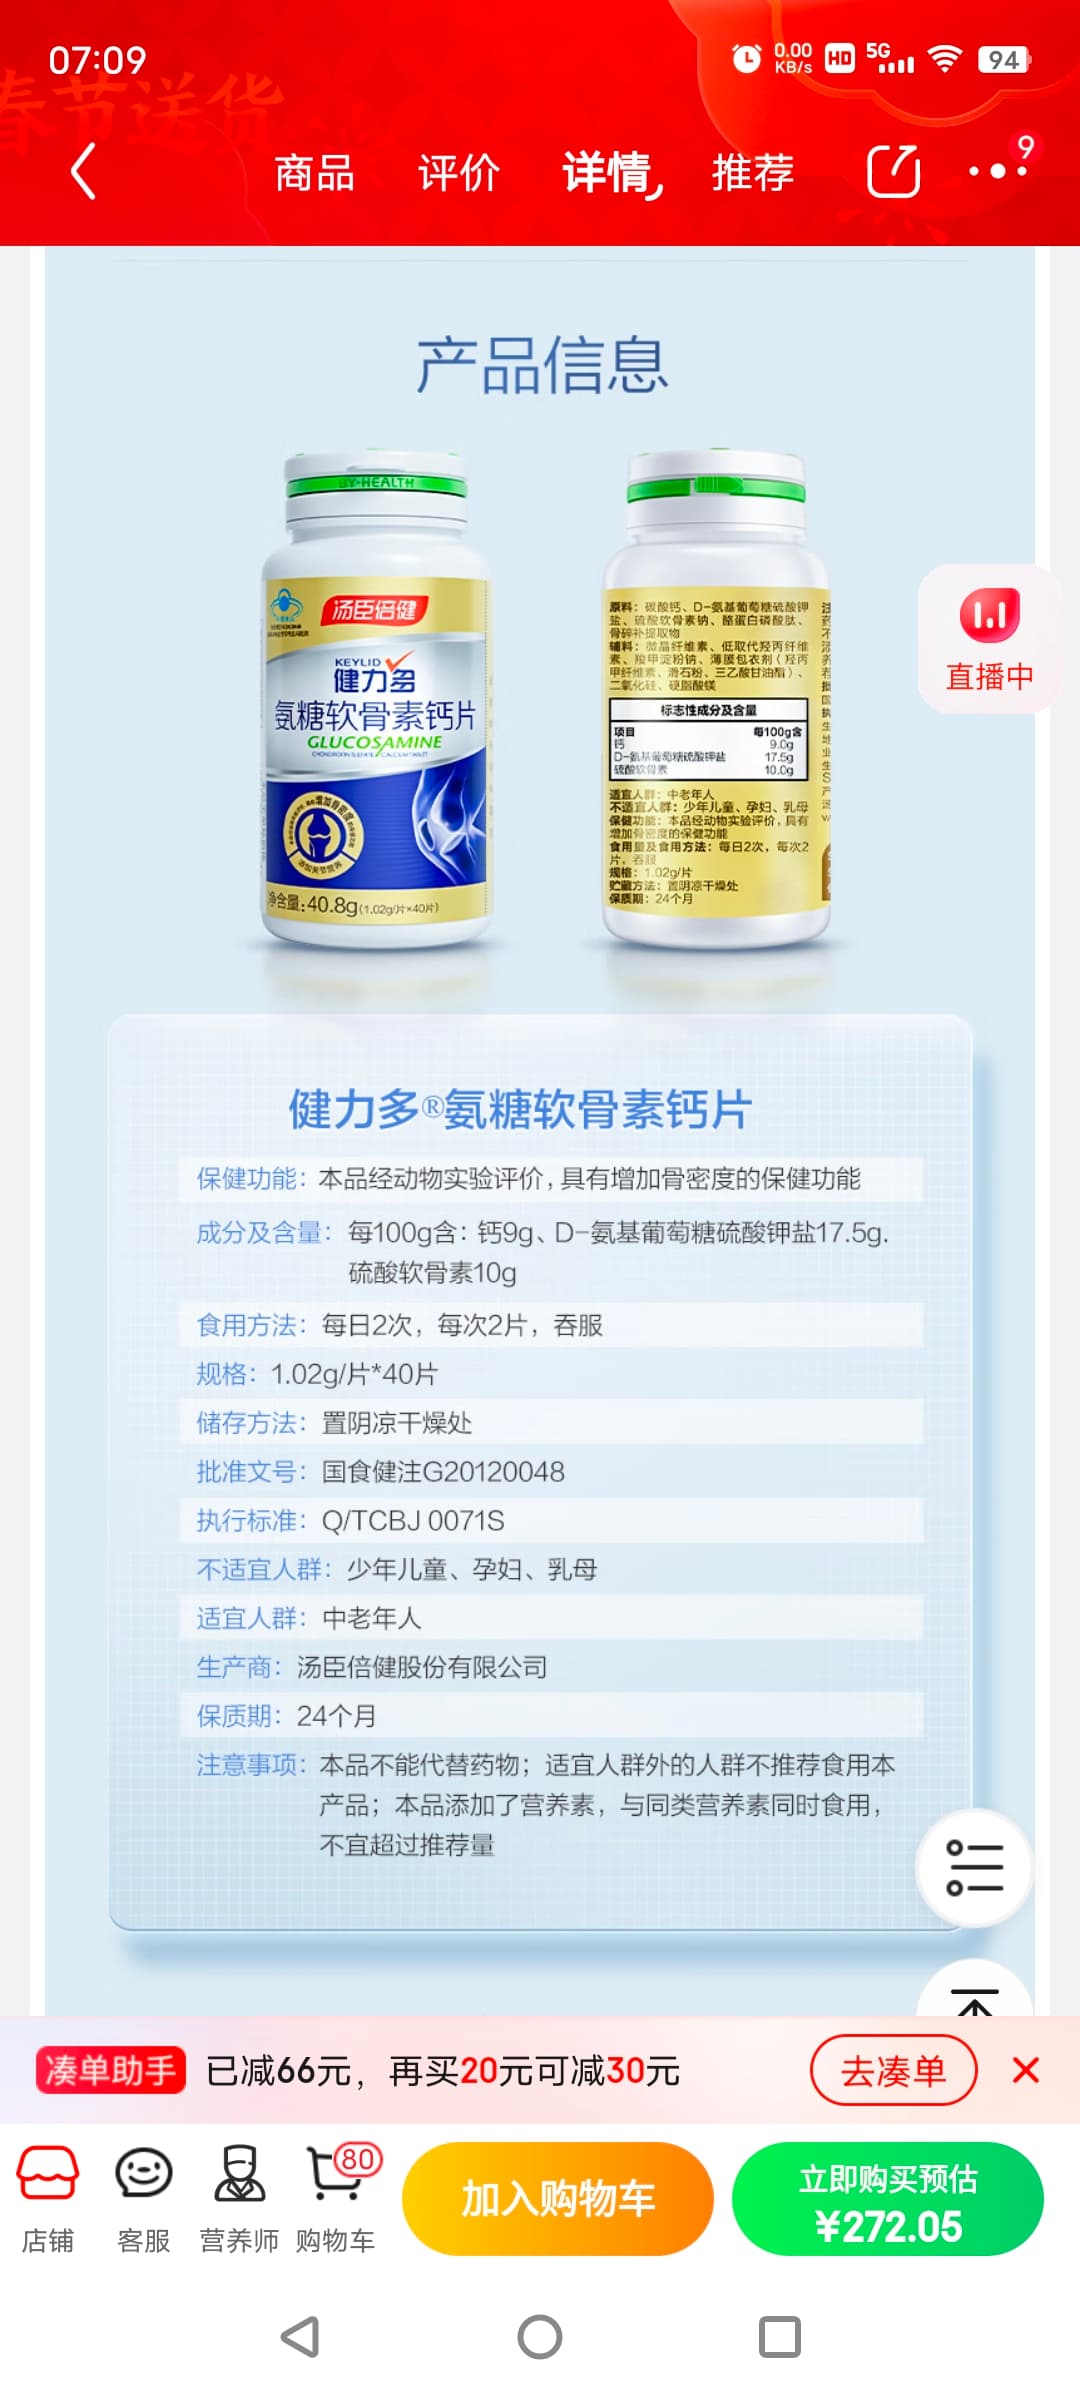 07:09
0.00
KB/s
HD
5G
94
春节送货
商品
评价
详情
推荐
9
产品信息
BY-HEALTH
汤臣倍健
KEYLID
健力多
氨糖软骨素钙片
GLUCOSAMINE
添加关节营养
净含量:40.8g(1.02g/片×40片)
原料：碳酸钙、D-氨基葡萄糖硫酸钾
盐、硫酸软骨素钠、酪蛋白磷酸肽、
骨碎补提取物
辅料：微晶纤维素、低取代羟丙纤维
素、羧甲淀粉钠、薄膜包衣剂（羟丙
甲纤维素、滑石粉、三乙酸甘油酯）、
二氧化硅、硬脂酸镁
标志性成分及含量
项目 每100g含
钙 9.0g
D-氨基葡萄糖硫酸钾盐 17.5g
硫酸软骨素 10.0g
适宜人群：中老年人
不适宜人群：少年儿童、孕妇、乳母
保健功能：本品经动物实验评价，具有
增加骨密度的保健功能
食用量及食用方法：每日2次，每次2
片，吞服
规格：1.02g/片
贮藏方法：置阴凉干燥处
保质期：24个月
直播中
健力多®氨糖软骨素钙片
保健功能：本品经动物实验评价，具有增加骨密度的保健功能
成分及含量：每100g含：钙9g、D-氨基葡萄糖硫酸钾盐17.5g.
硫酸软骨素10g
食用方法：每日2次，每次2片，吞服
规格：1.02g/片*40片
储存方法：置阴凉干燥处
批准文号：国食健注G20120048
执行标准：Q/TCBJ 0071S
不适宜人群：少年儿童、孕妇、乳母
适宜人群：中老年人
生产商：汤臣倍健股份有限公司
保质期：24个月
注意事项：本品不能代替药物；适宜人群外的人群不推荐食用本
产品；本品添加了营养素，与同类营养素同时食用，
不宜超过推荐量
凑单助手
已减66元，再买20元可减30元
去凑单
店铺
客服
营养师
80
购物车
加入购物车
立即购买预估
¥272.05